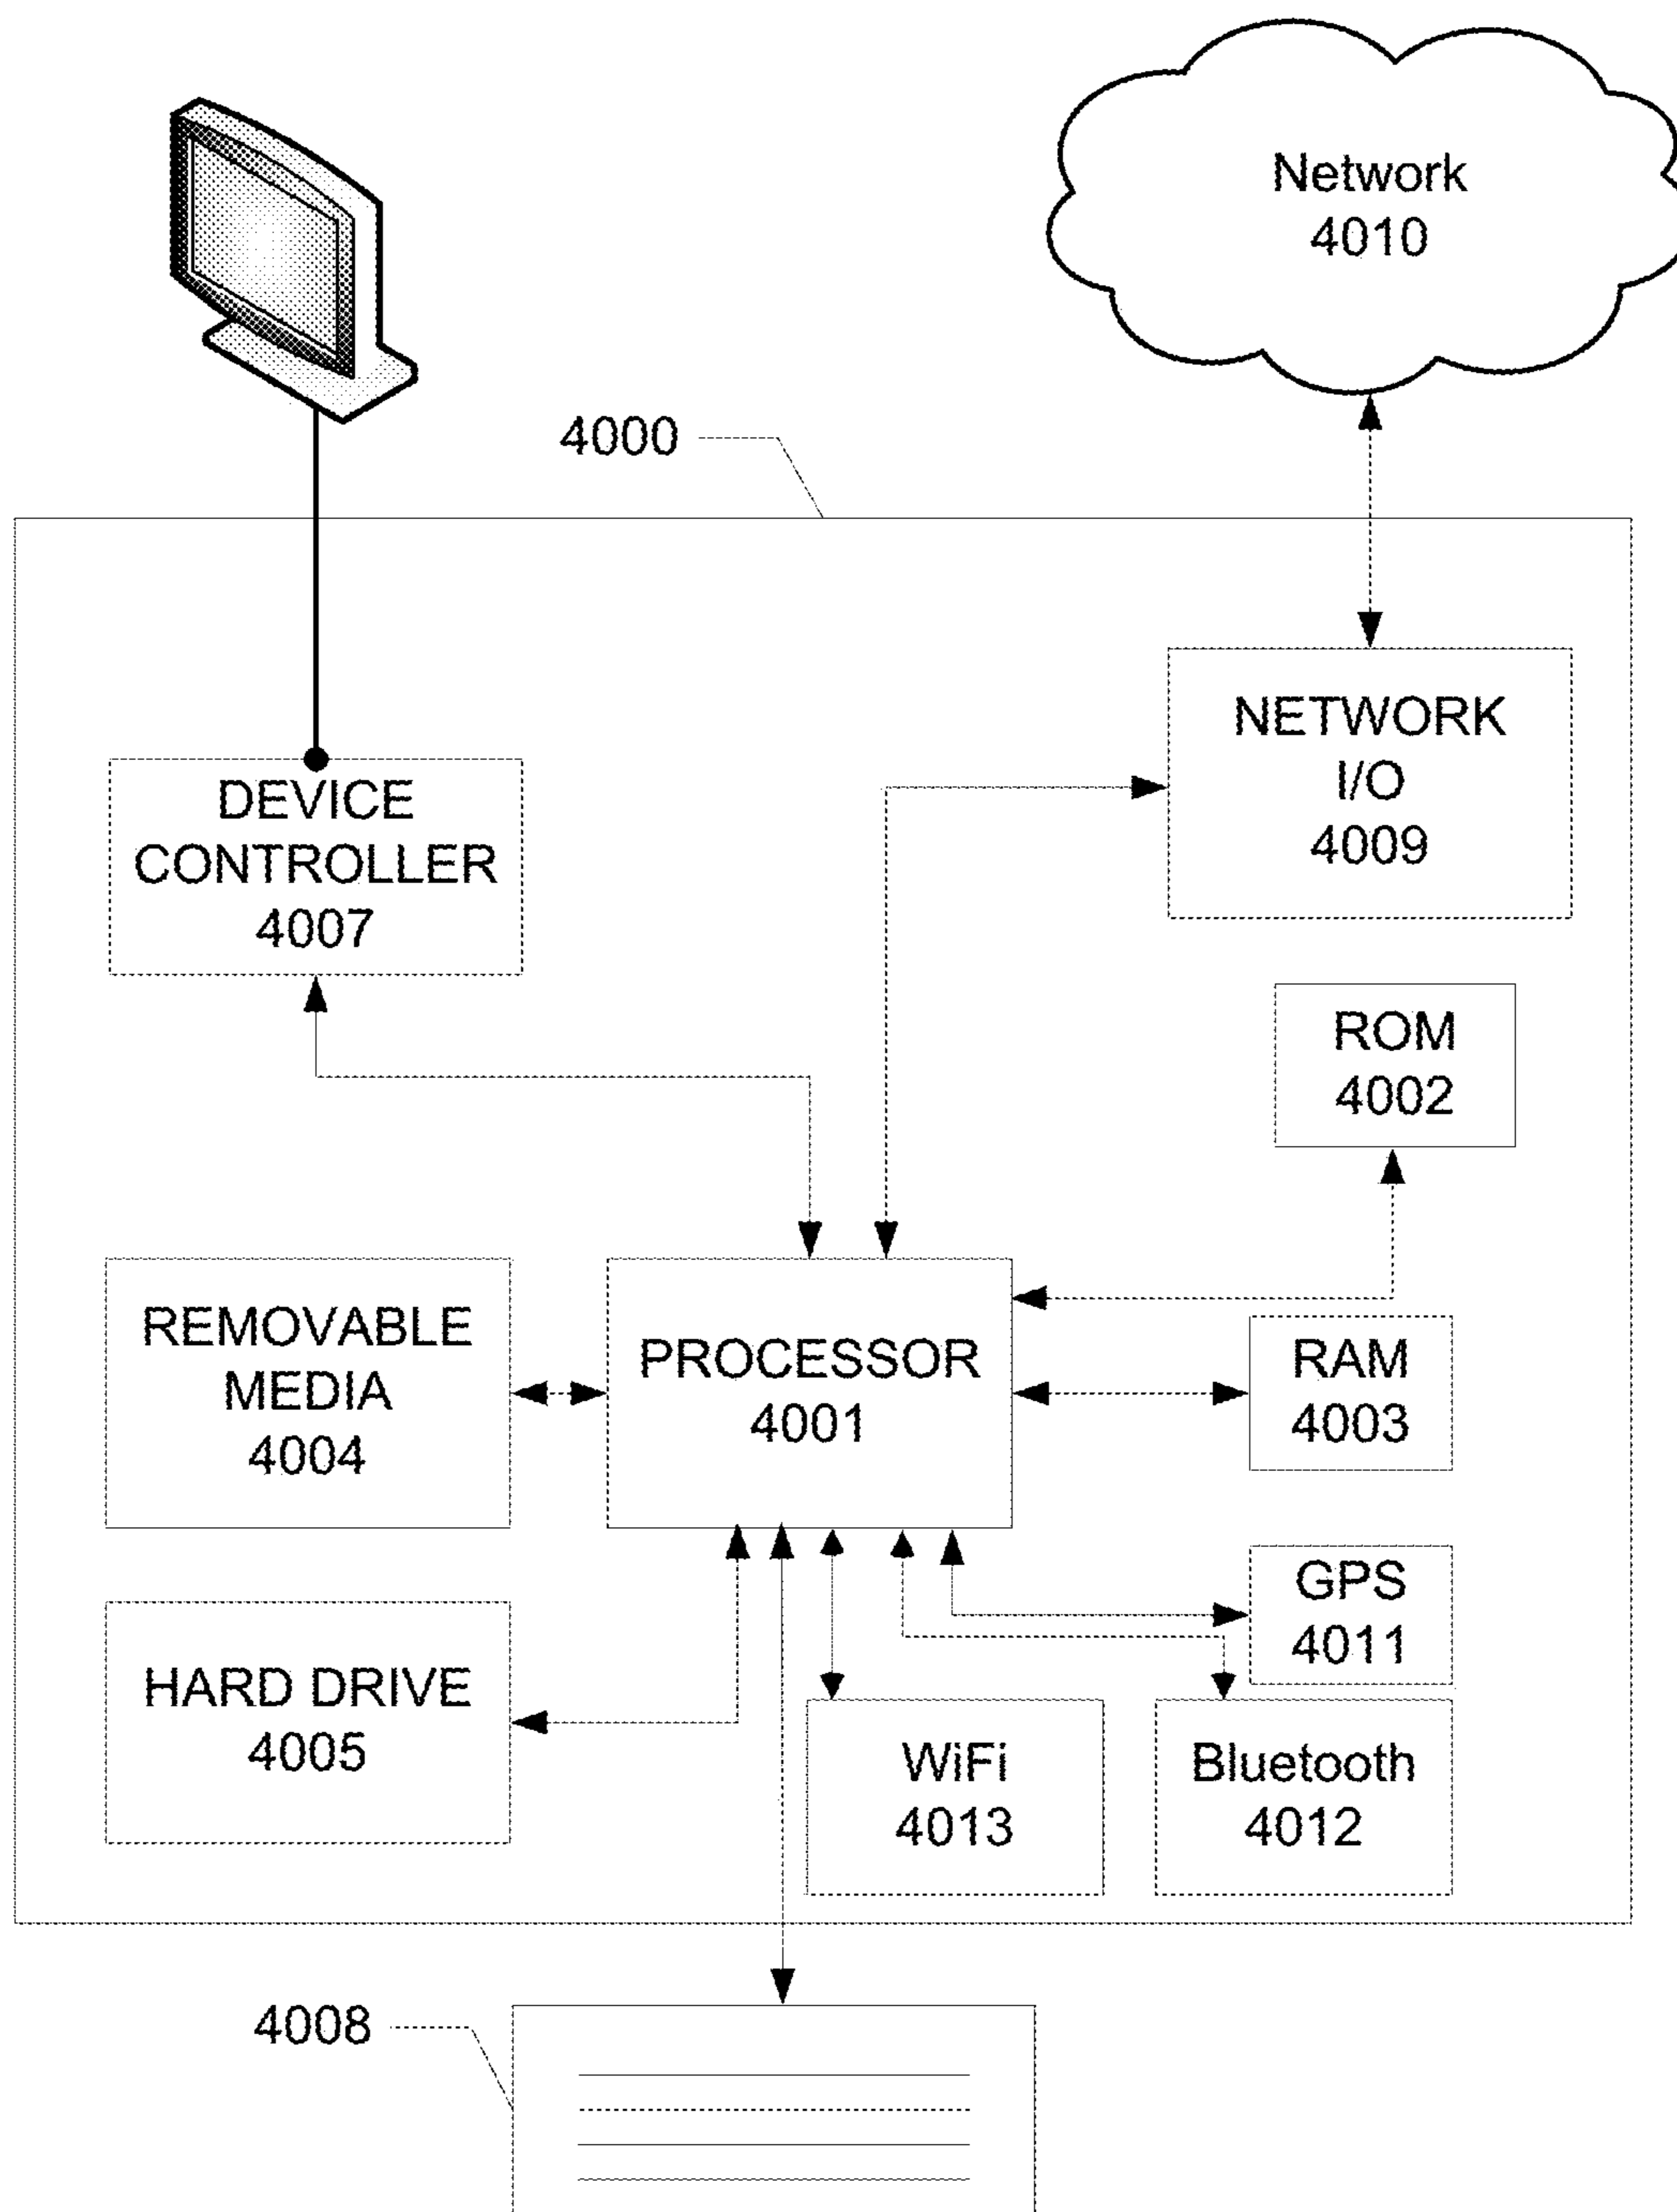 Network
4010
4000
NETWORK
I/O
4009
DEVICE
CONTROLLER
4007
ROM
4002
REMOVABLE
MEDIA
4004
PROCESSOR
4001
RAM
4003
GPS
4011
HARD DRIVE
4005
WiFi
4013
Bluetooth
4012
4008